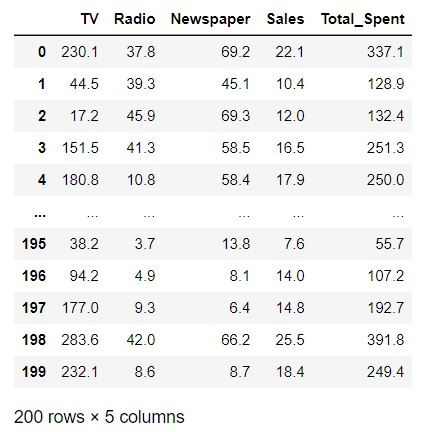 TV Radio Newspaper Sales Total_Spent
0 230.1 37.8 69.2 22.1 337.1
1 44.5 39.3 45.1 10.4 128.9
2 17.2 45.9 69.3 12.0 132.4
3 151.5 41.3 58.5 16.5 251.3
4 180.8 10.8 58.4 17.9 250.0
... ... ... ... ... ...
195 38.2 3.7 13.8 7.6 55.7
196 94.2 4.9 8.1 14.0 107.2
197 177.0 9.3 6.4 14.8 192.7
198 283.6 42.0 66.2 25.5 391.8
199 232.1 8.6 8.7 18.4 249.4
200 rows × 5 columns